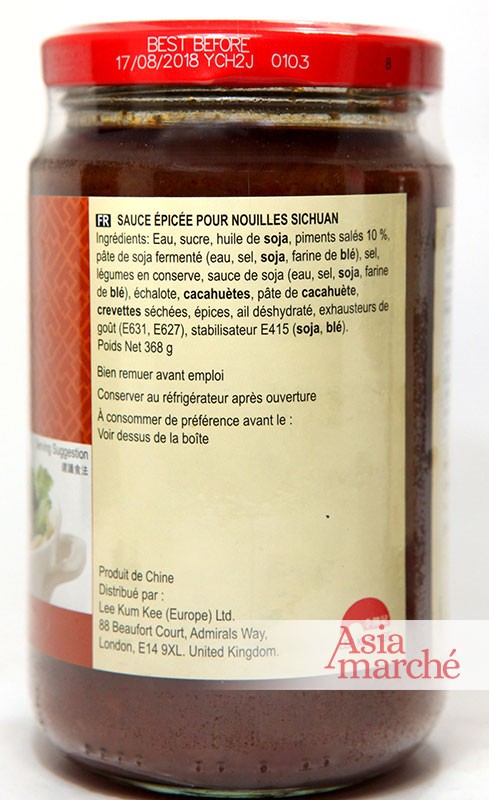 BEST BEFORE
17/08/2018 YCH2J 0103
8
FR SAUCE ÉPICÉE POUR NOUILLES SICHUAN
Ingrédients: Eau, sucre, huile de soja, piments salés 10 %,
pâte de soja fermenté (eau, sel, soja, farine de blé), sel,
légumes en conserve, sauce de soja (eau, sel, soja, farine
de blé), échalote, cacahuètes, pâte de cacahuète,
crevettes séchées, épices, ail déshydraté, exhausteurs de
goût (E631, E627), stabilisateur E415 (soja, blé).
Poids Net 368 g
Bien remuer avant emploi
Conserver au réfrigérateur après ouverture
À consommer de préférence avant le :
Voir dessus de la boîte
Serving Suggestion
建議食法
Produit de Chine
Distribué par :
Lee Kum Kee (Europe) Ltd.
88 Beaufort Court, Admirals Way,
London, E14 9XL. United Kingdom.
Asia
marché